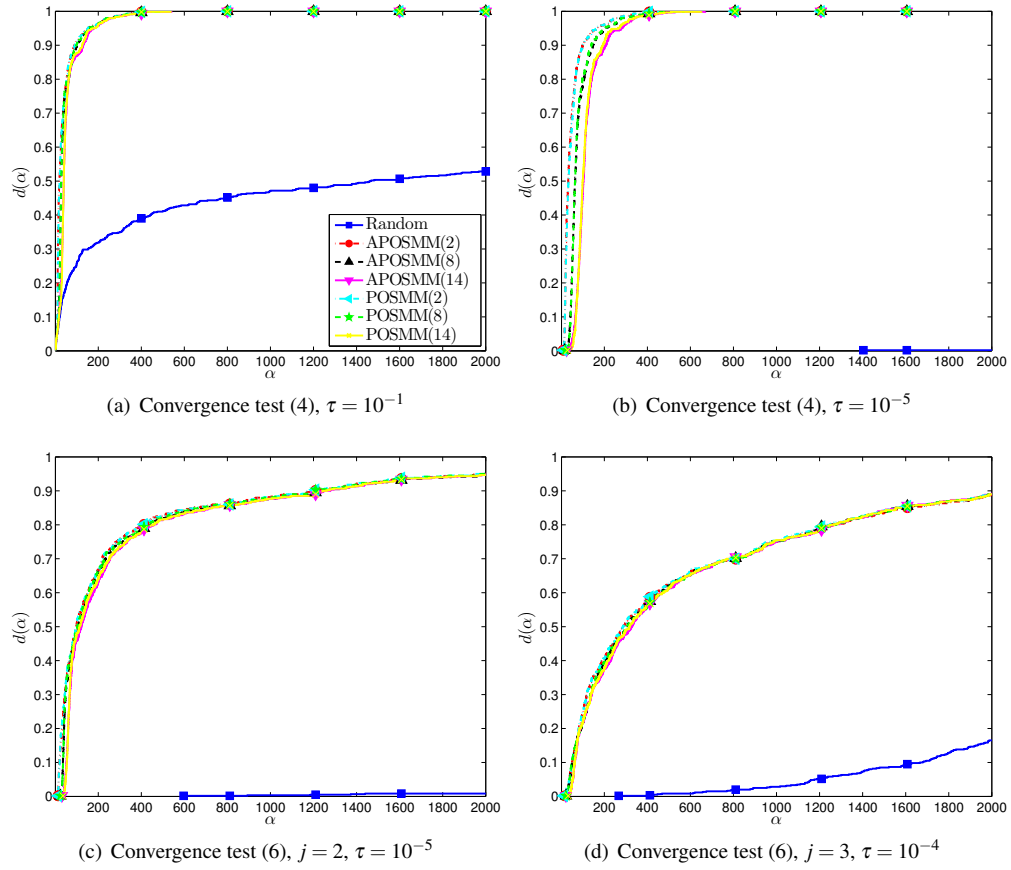 1
0.9
0.8
0.7
0.6
0.5
0.4
0.3
0.2
0.1
0
d(α)
200 400 600 800 1000 1200 1400 1600 1800 2000
α
Random
APOSMM(2)
APOSMM(8)
APOSMM(14)
POSMM(2)
POSMM(8)
POSMM(14)
(a) Convergence test (4), τ = 10⁻¹
1
0.9
0.8
0.7
0.6
0.5
0.4
0.3
0.2
0.1
0
d(α)
200 400 600 800 1000 1200 1400 1600 1800 2000
α
(b) Convergence test (4), τ = 10⁻⁵
1
0.9
0.8
0.7
0.6
0.5
0.4
0.3
0.2
0.1
0
d(α)
200 400 600 800 1000 1200 1400 1600 1800 2000
α
(c) Convergence test (6), j = 2, τ = 10⁻⁵
1
0.9
0.8
0.7
0.6
0.5
0.4
0.3
0.2
0.1
0
d(α)
200 400 600 800 1000 1200 1400 1600 1800 2000
α
(d) Convergence test (6), j = 3, τ = 10⁻⁴